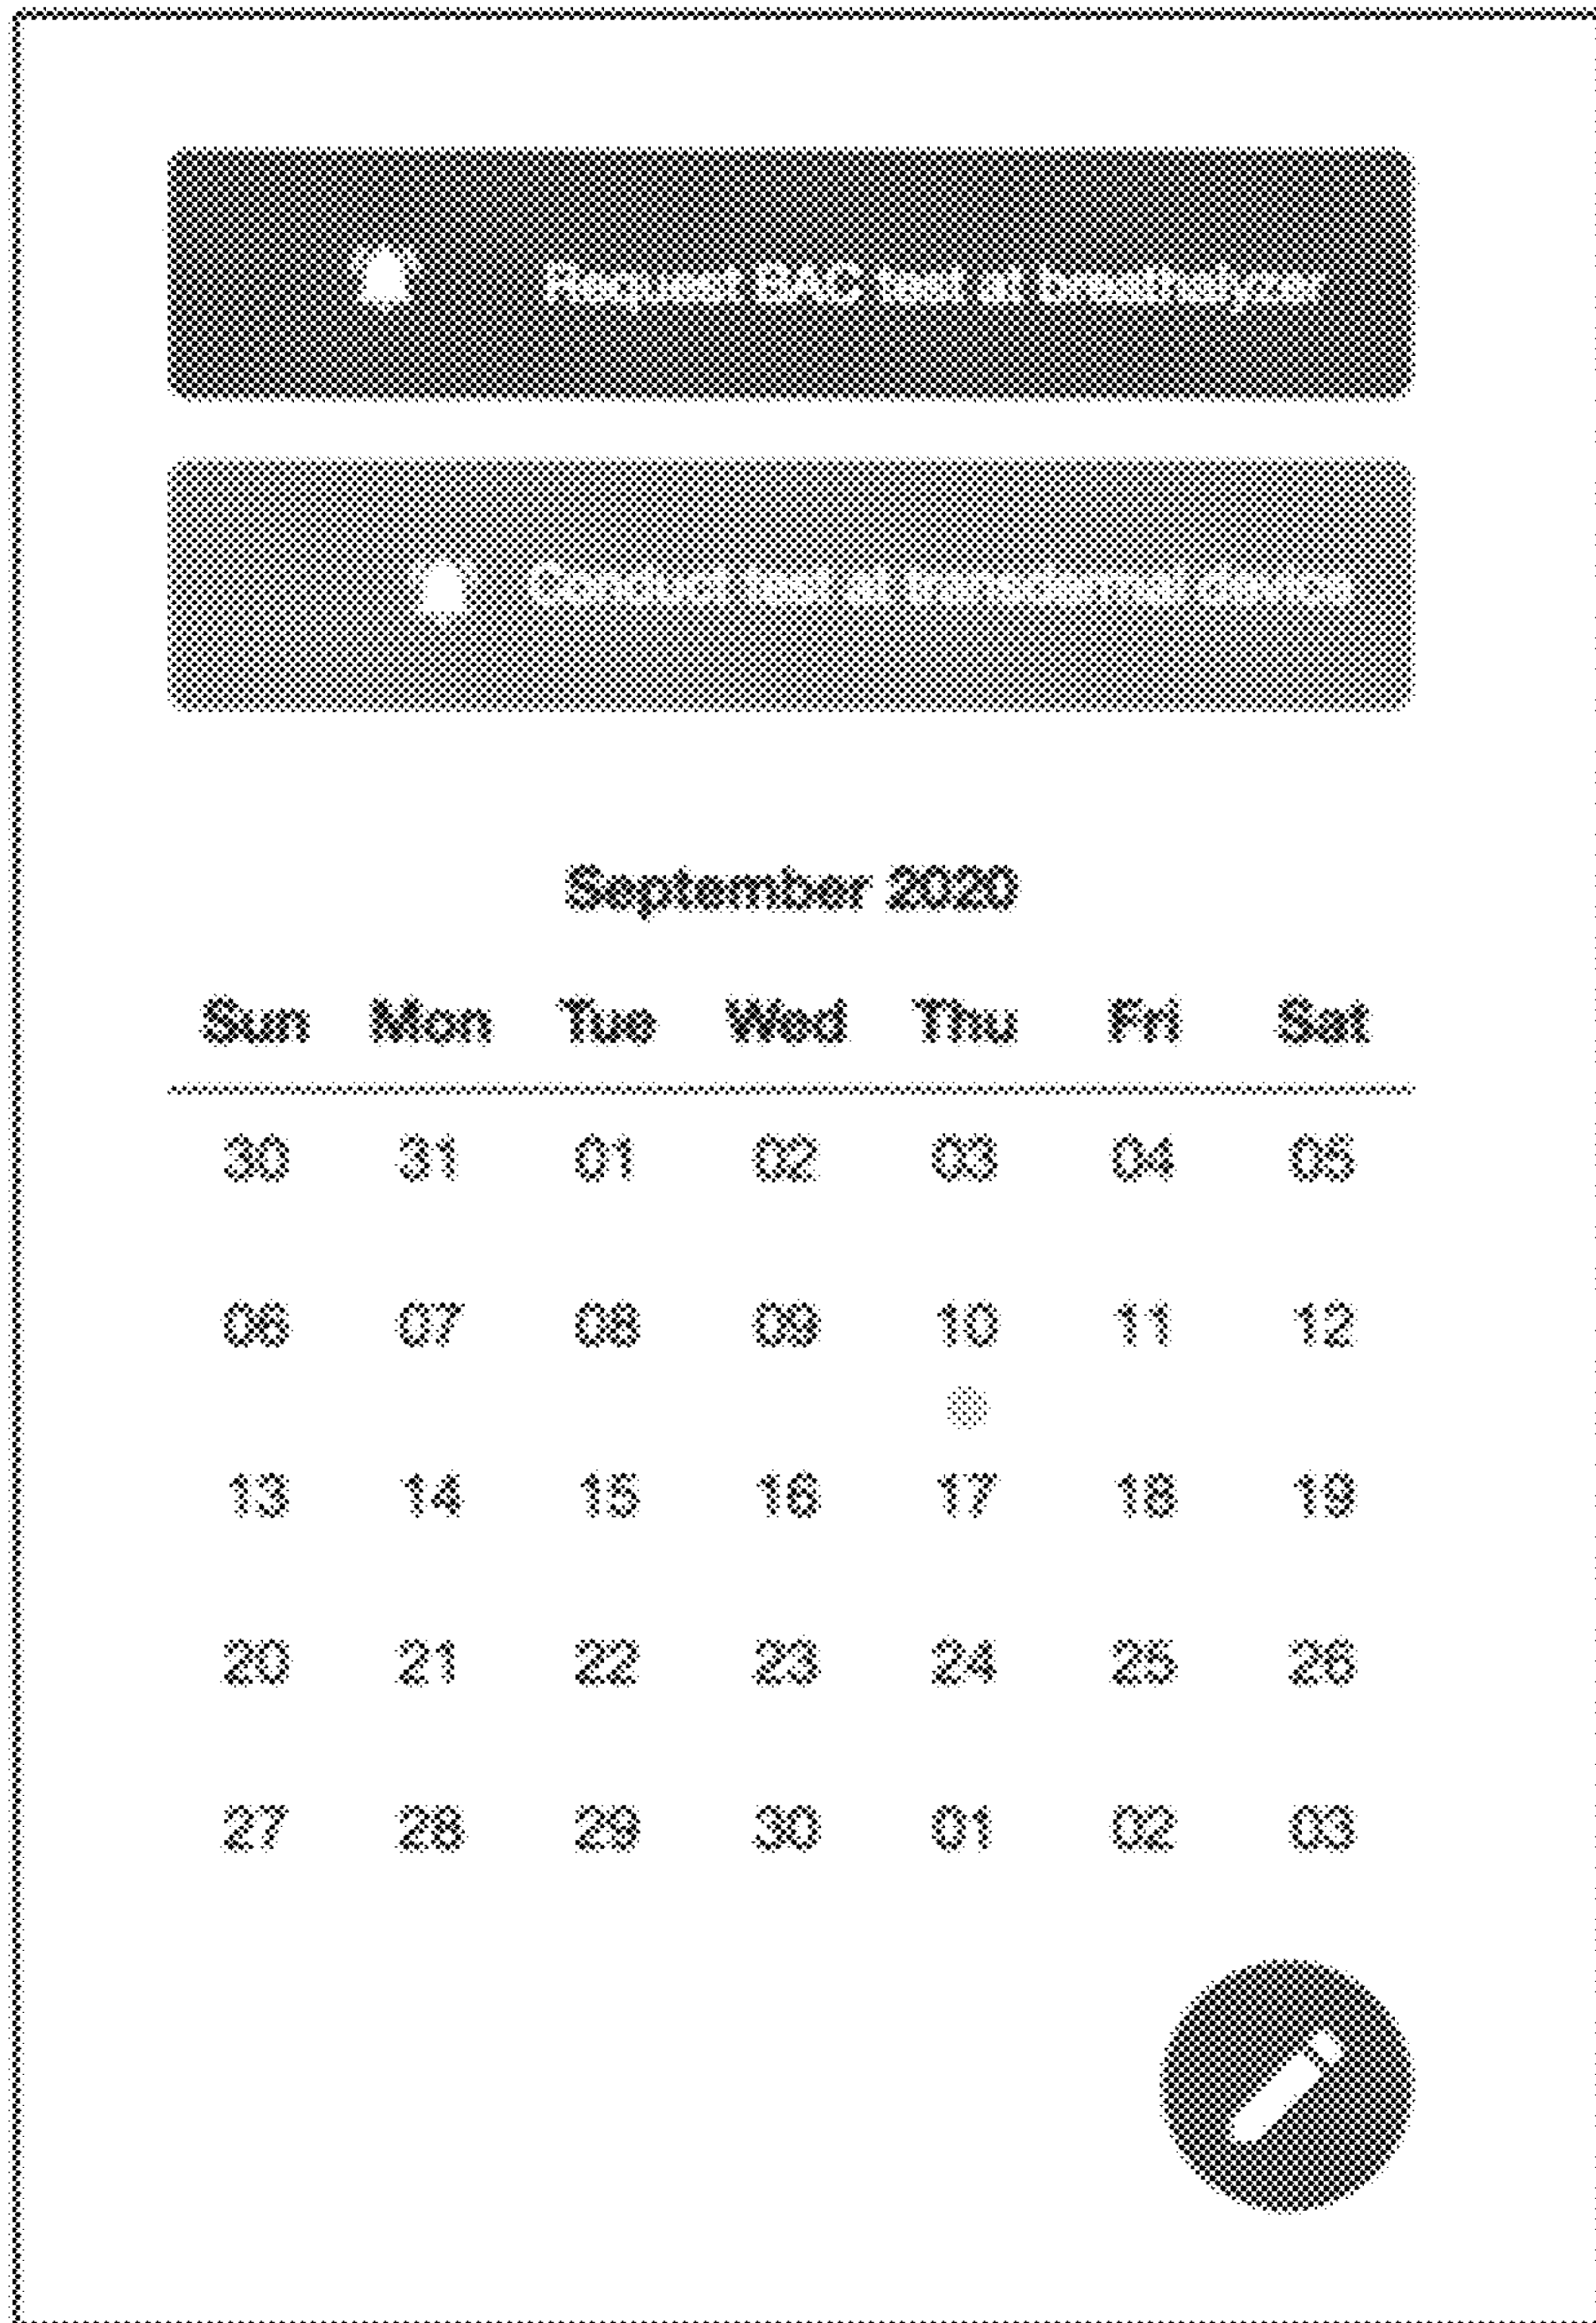 Request BAC test at breathalyzer
Conduct test at transdermal device
September 2020
Sun Mon Tue Wed Thu Fri Sat
30 31 01 02 03 04 05
06 07 08 09 10 11 12
13 14 15 16 17 18 19
20 21 22 23 24 25 26
27 28 29 30 01 02 03